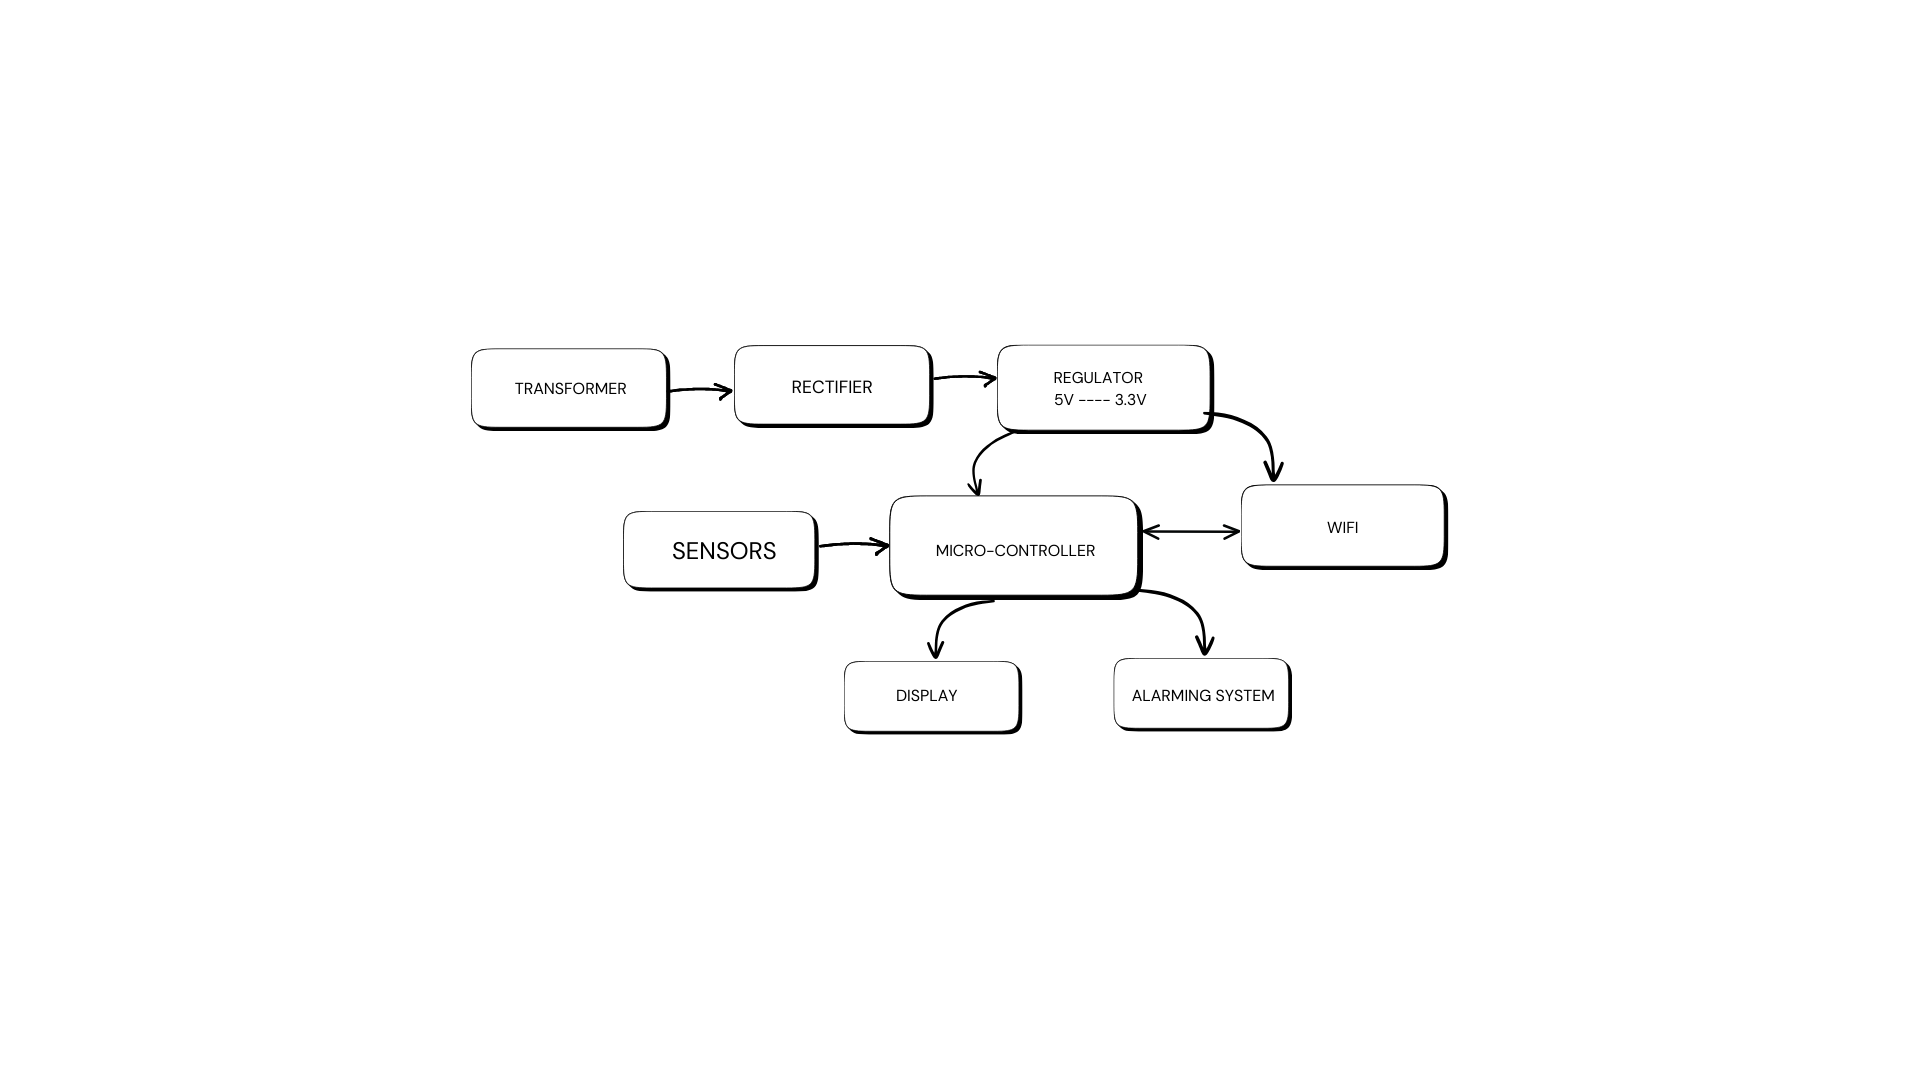 TRANSFORMER
RECTIFIER
REGULATOR
5V ---- 3.3V
SENSORS
MICRO-CONTROLLER
WIFI
DISPLAY
ALARMING SYSTEM